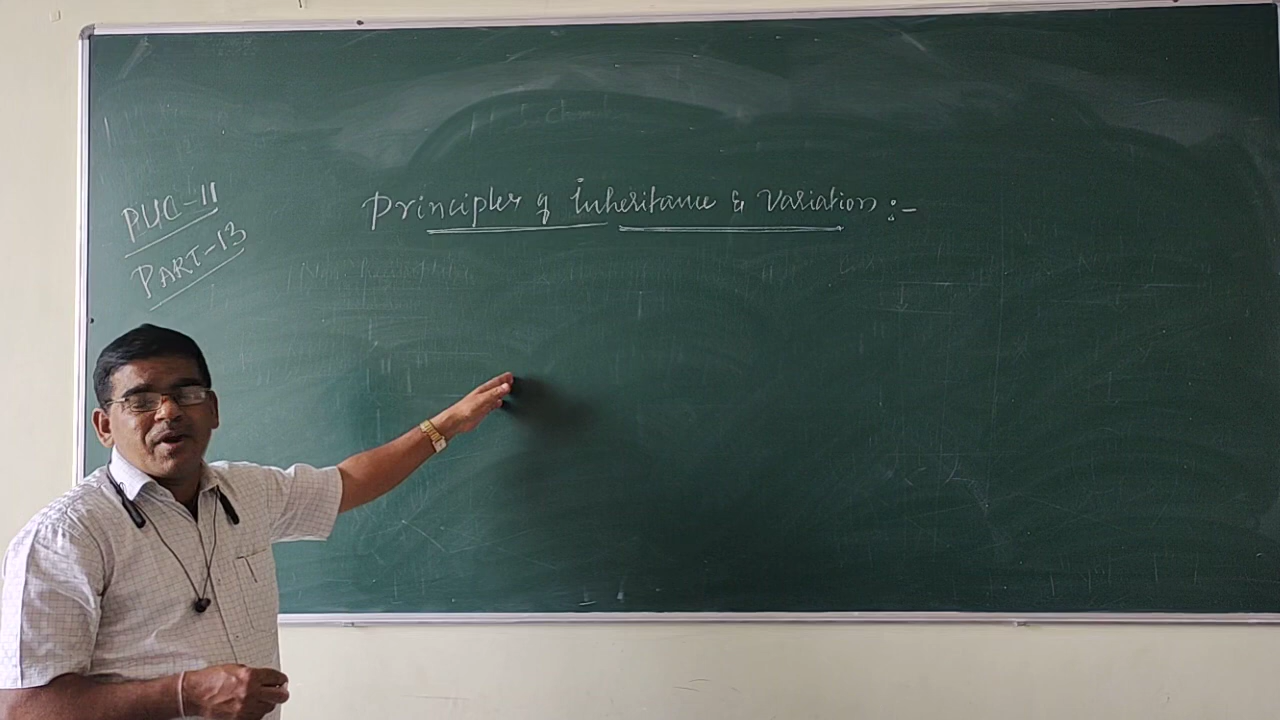 PUC-II
PART-13
Principles of Inheritance & Variation :-